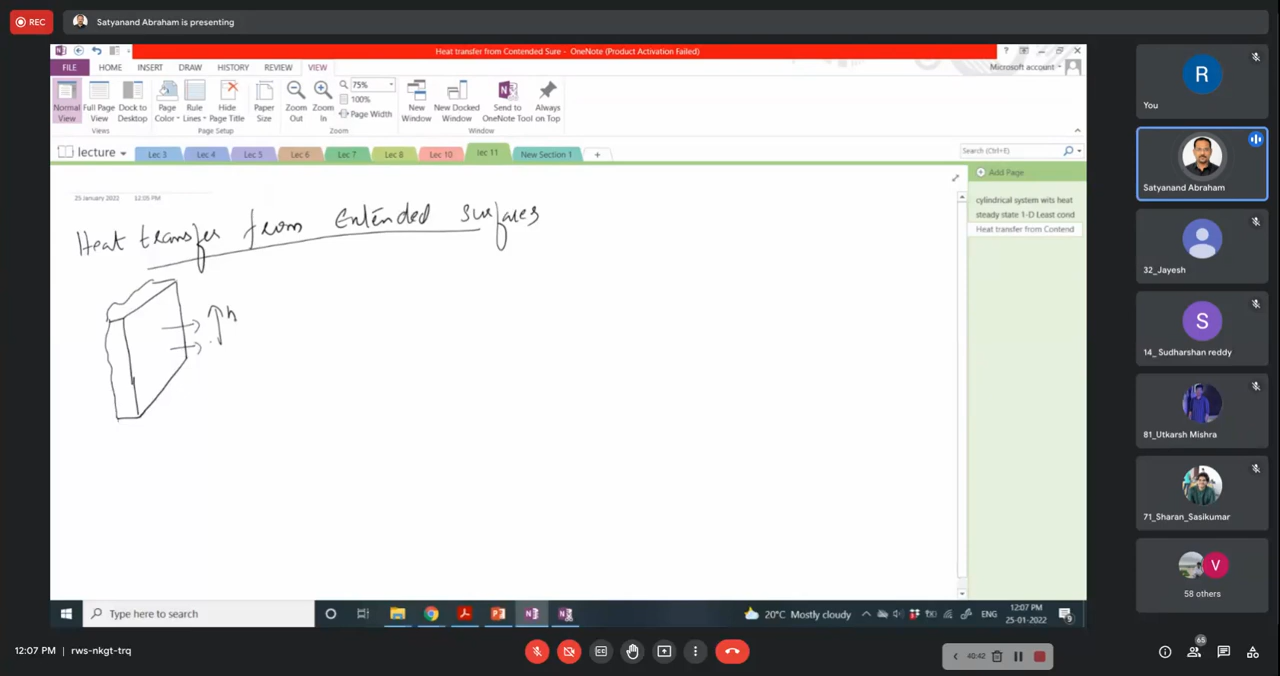 REC
Satyanand Abraham is presenting
Heat transfer from Contended Sure - OneNote (Product Activation Failed)
FILE HOME INSERT DRAW HISTORY REVIEW VIEW
Microsoft account
Normal View
Full Page View
Dock to Desktop
Views
Page Color
Rule Lines
Hide Page Title
Page Setup
Paper Size
Zoom Out
Zoom In
75%
100%
Page Width
Zoom
New Window
New Docked Window
Send to OneNote Tool
Always on Top
Window
lecture
Lec 3 Lec 4 Lec 5 Lec 6 Lec 7 Lec 8 Lec 10 lec 11 New Section 1
Search (Ctrl+E)
Add Page
cylindrical system wits heat
steady state 1-D Least cond
Heat transfer from Contend
25 January 2022 12:05 PM
Heat transfer from Extended surfaces
h
Type here to search
20°C Mostly cloudy
ENG
12:07 PM
25-01-2022
9
R
You
Satyanand Abraham
32_Jayesh
S
14_ Sudharshan reddy
81_Utkarsh Mishra
71_Sharan_Sasikumar
V
58 others
12:07 PM | rws-nkgt-trq
40:42
65